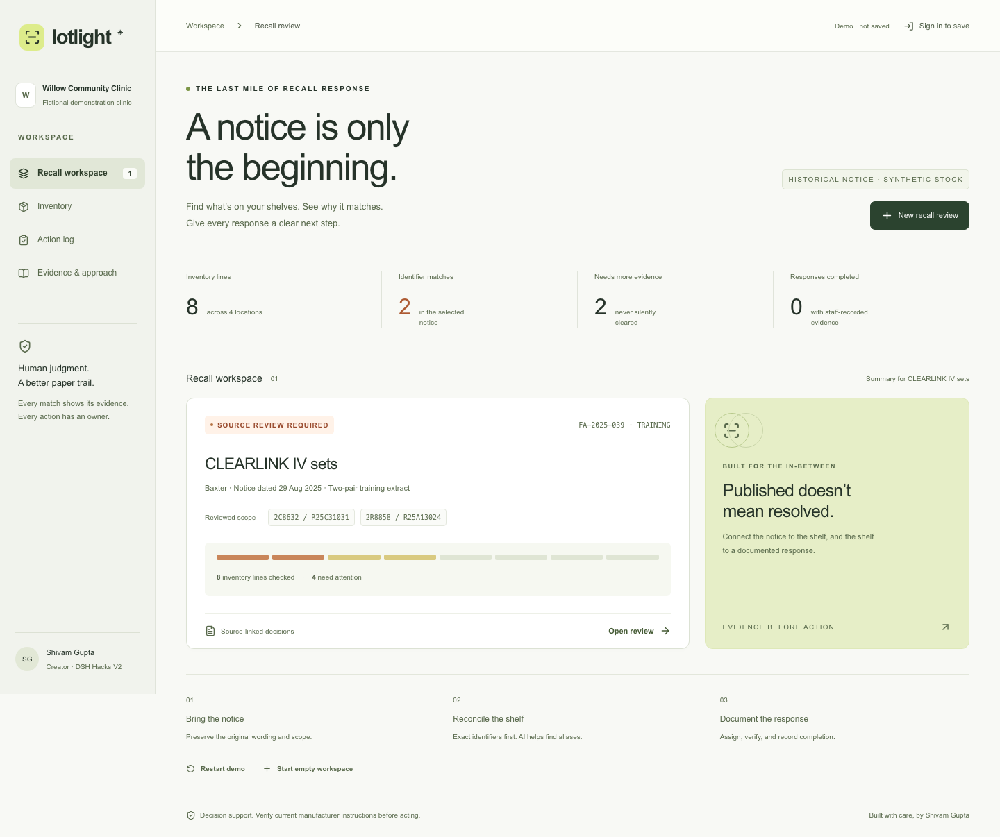 lotlight *
W
Willow Community Clinic
Fictional demonstration clinic
WORKSPACE
Recall workspace 1
Inventory
Action log
Evidence & approach
Human judgment.
A better paper trail.
Every match shows its evidence.
Every action has an owner.
SG
Shivam Gupta
Creator · DSH Hacks V2
Workspace > Recall review
Demo · not saved
Sign in to save
THE LAST MILE OF RECALL RESPONSE
A notice is only
the beginning.
Find what’s on your shelves. See why it matches.
Give every response a clear next step.
HISTORICAL NOTICE · SYNTHETIC STOCK
New recall review
Inventory lines
8 across 4 locations
Identifier matches
2 in the selected
notice
Needs more evidence
2 never silently
cleared
Responses completed
0 with staff-recorded
evidence
Recall workspace 01
Summary for CLEARLINK IV sets
SOURCE REVIEW REQUIRED
FA-2025-039 · TRAINING
CLEARLINK IV sets
Baxter · Notice dated 29 Aug 2025 · Two-pair training extract
Reviewed scope 2C8632 / R25C31031 2R8858 / R25A13024
8 inventory lines checked · 4 need attention
Source-linked decisions
Open review
BUILT FOR THE IN-BETWEEN
Published doesn’t
mean resolved.
Connect the notice to the shelf, and the shelf
to a documented response.
EVIDENCE BEFORE ACTION
01
Bring the notice
Preserve the original wording and scope.
02
Reconcile the shelf
Exact identifiers first. AI helps find aliases.
03
Document the response
Assign, verify, and record completion.
Restart demo
Start empty workspace
Decision support. Verify current manufacturer instructions before acting.
Built with care, by Shivam Gupta